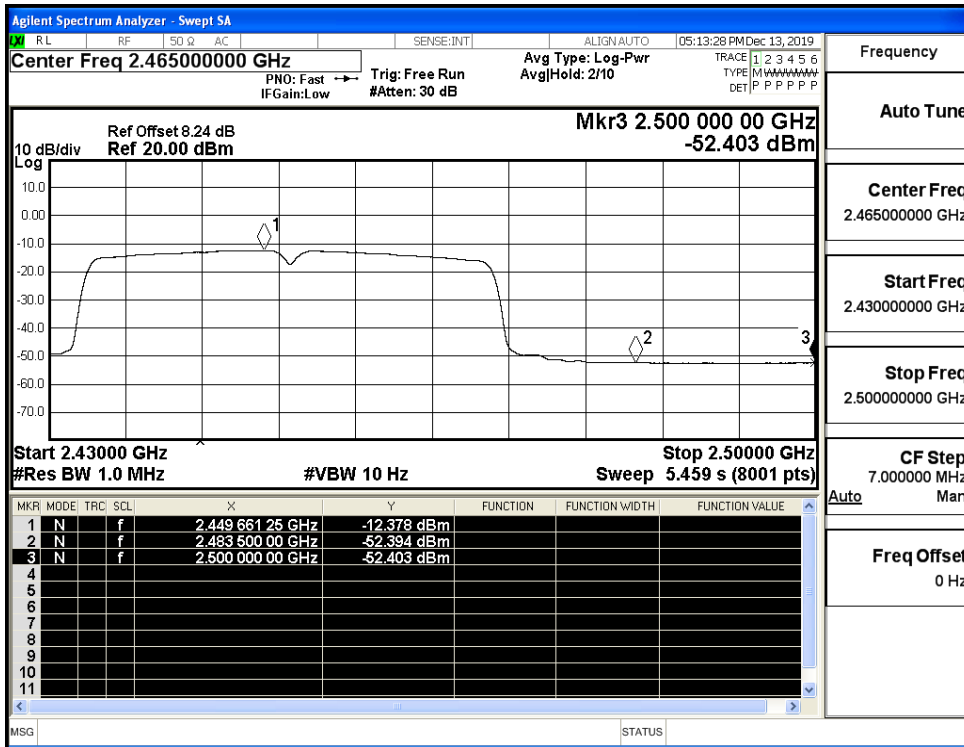 Agilent Spectrum Analyzer - Swept SA
LXI RL RF 50 Ω AC SENSE:INT ALIGN AUTO 05:13:28 PM Dec 13, 2019
Center Freq 2.465000000 GHz
PNO: Fast
IFGain:Low
Trig: Free Run
#Atten: 30 dB
Avg Type: Log-Pwr
Avg|Hold: 2/10
TRACE 1 2 3 4 5 6
TYPE M WWWWW
DET P P P P P P
Frequency
Auto Tune
Center Freq
2.465000000 GHz
Start Freq
2.430000000 GHz
Stop Freq
2.500000000 GHz
CF Step
7.000000 MHz
Auto Man
Freq Offset
0 Hz
Mkr3 2.500 000 00 GHz
-52.403 dBm
Ref Offset 8.24 dB
10 dB/div Ref 20.00 dBm
Log
10.0
0.00
-10.0
-20.0
-30.0
-40.0
-50.0
-60.0
-70.0
1
2
3
Start 2.43000 GHz Stop 2.50000 GHz
#Res BW 1.0 MHz #VBW 10 Hz Sweep 5.459 s (8001 pts)
MKR MODE TRC SCL X Y FUNCTION FUNCTION WIDTH FUNCTION VALUE
1 N f 2.449 661 25 GHz -12.378 dBm
2 N f 2.483 500 00 GHz -52.394 dBm
3 N f 2.500 000 00 GHz -52.403 dBm
4
5
6
7
8
9
10
11
MSG STATUS